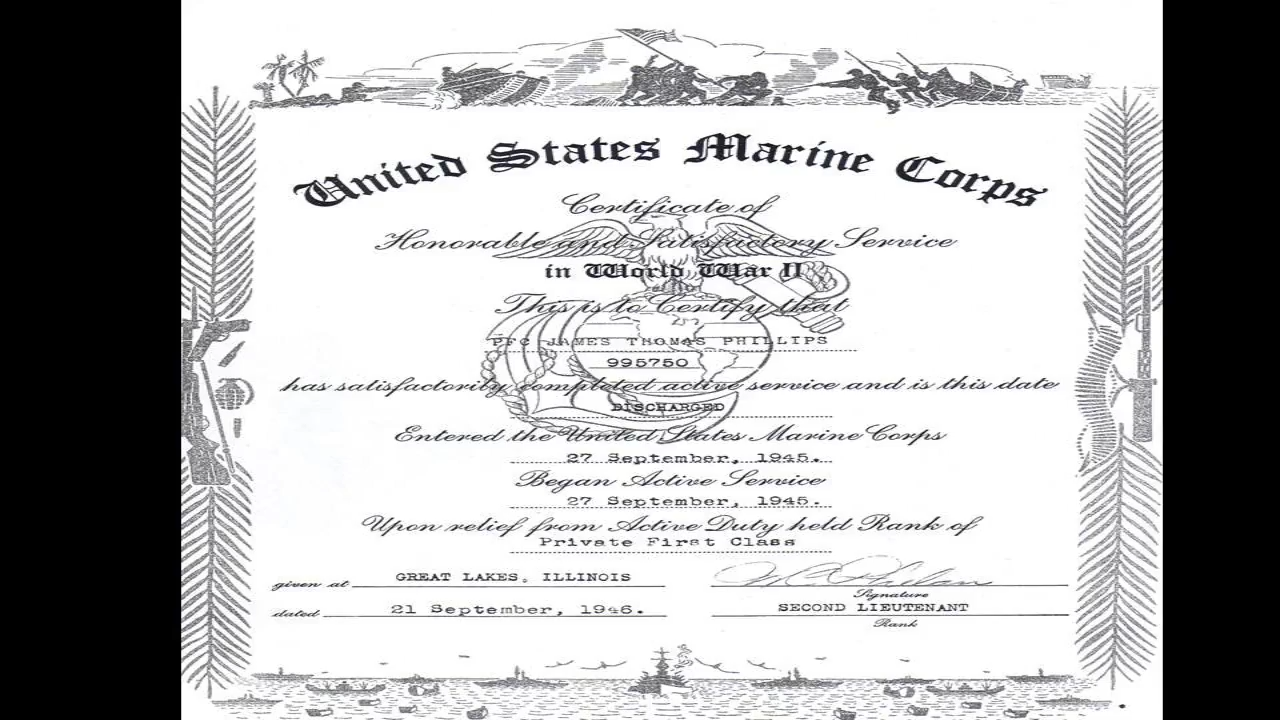 United States Marine Corps
Certificate of
Honorable and Satisfactory Service
in World War II
This is to Certify that
PFC JAMES THOMAS PHILLIPS
995750
has satisfactorily completed active service and is this date
DISCHARGED
Entered the United States Marine Corps
27 September, 1945.
Began Active Service
27 September, 1945.
Upon relief from Active Duty held Rank of
Private First Class
given at GREAT LAKES, ILLINOIS
Signature
dated 21 September, 1946. SECOND LIEUTENANT
Rank